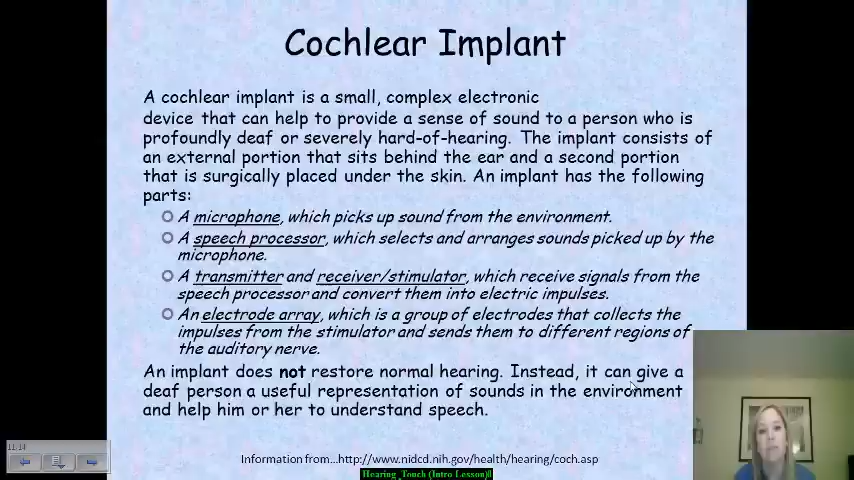 Cochlear Implant
A cochlear implant is a small, complex electronic
device that can help to provide a sense of sound to a person who is
profoundly deaf or severely hard-of-hearing. The implant consists of
an external portion that sits behind the ear and a second portion
that is surgically placed under the skin. An implant has the following
parts:
A microphone, which picks up sound from the environment.
A speech processor, which selects and arranges sounds picked up by the
microphone.
A transmitter and receiver/stimulator, which receive signals from the
speech processor and convert them into electric impulses.
An electrode array, which is a group of electrodes that collects the
impulses from the stimulator and sends them to different regions of
the auditory nerve.
An implant does not restore normal hearing. Instead, it can give a
deaf person a useful representation of sounds in the environment
and help him or her to understand speech.
Information from...http://www.nidcd.nih.gov/health/hearing/coch.asp
Hearing_Touch (Intro Lesson)